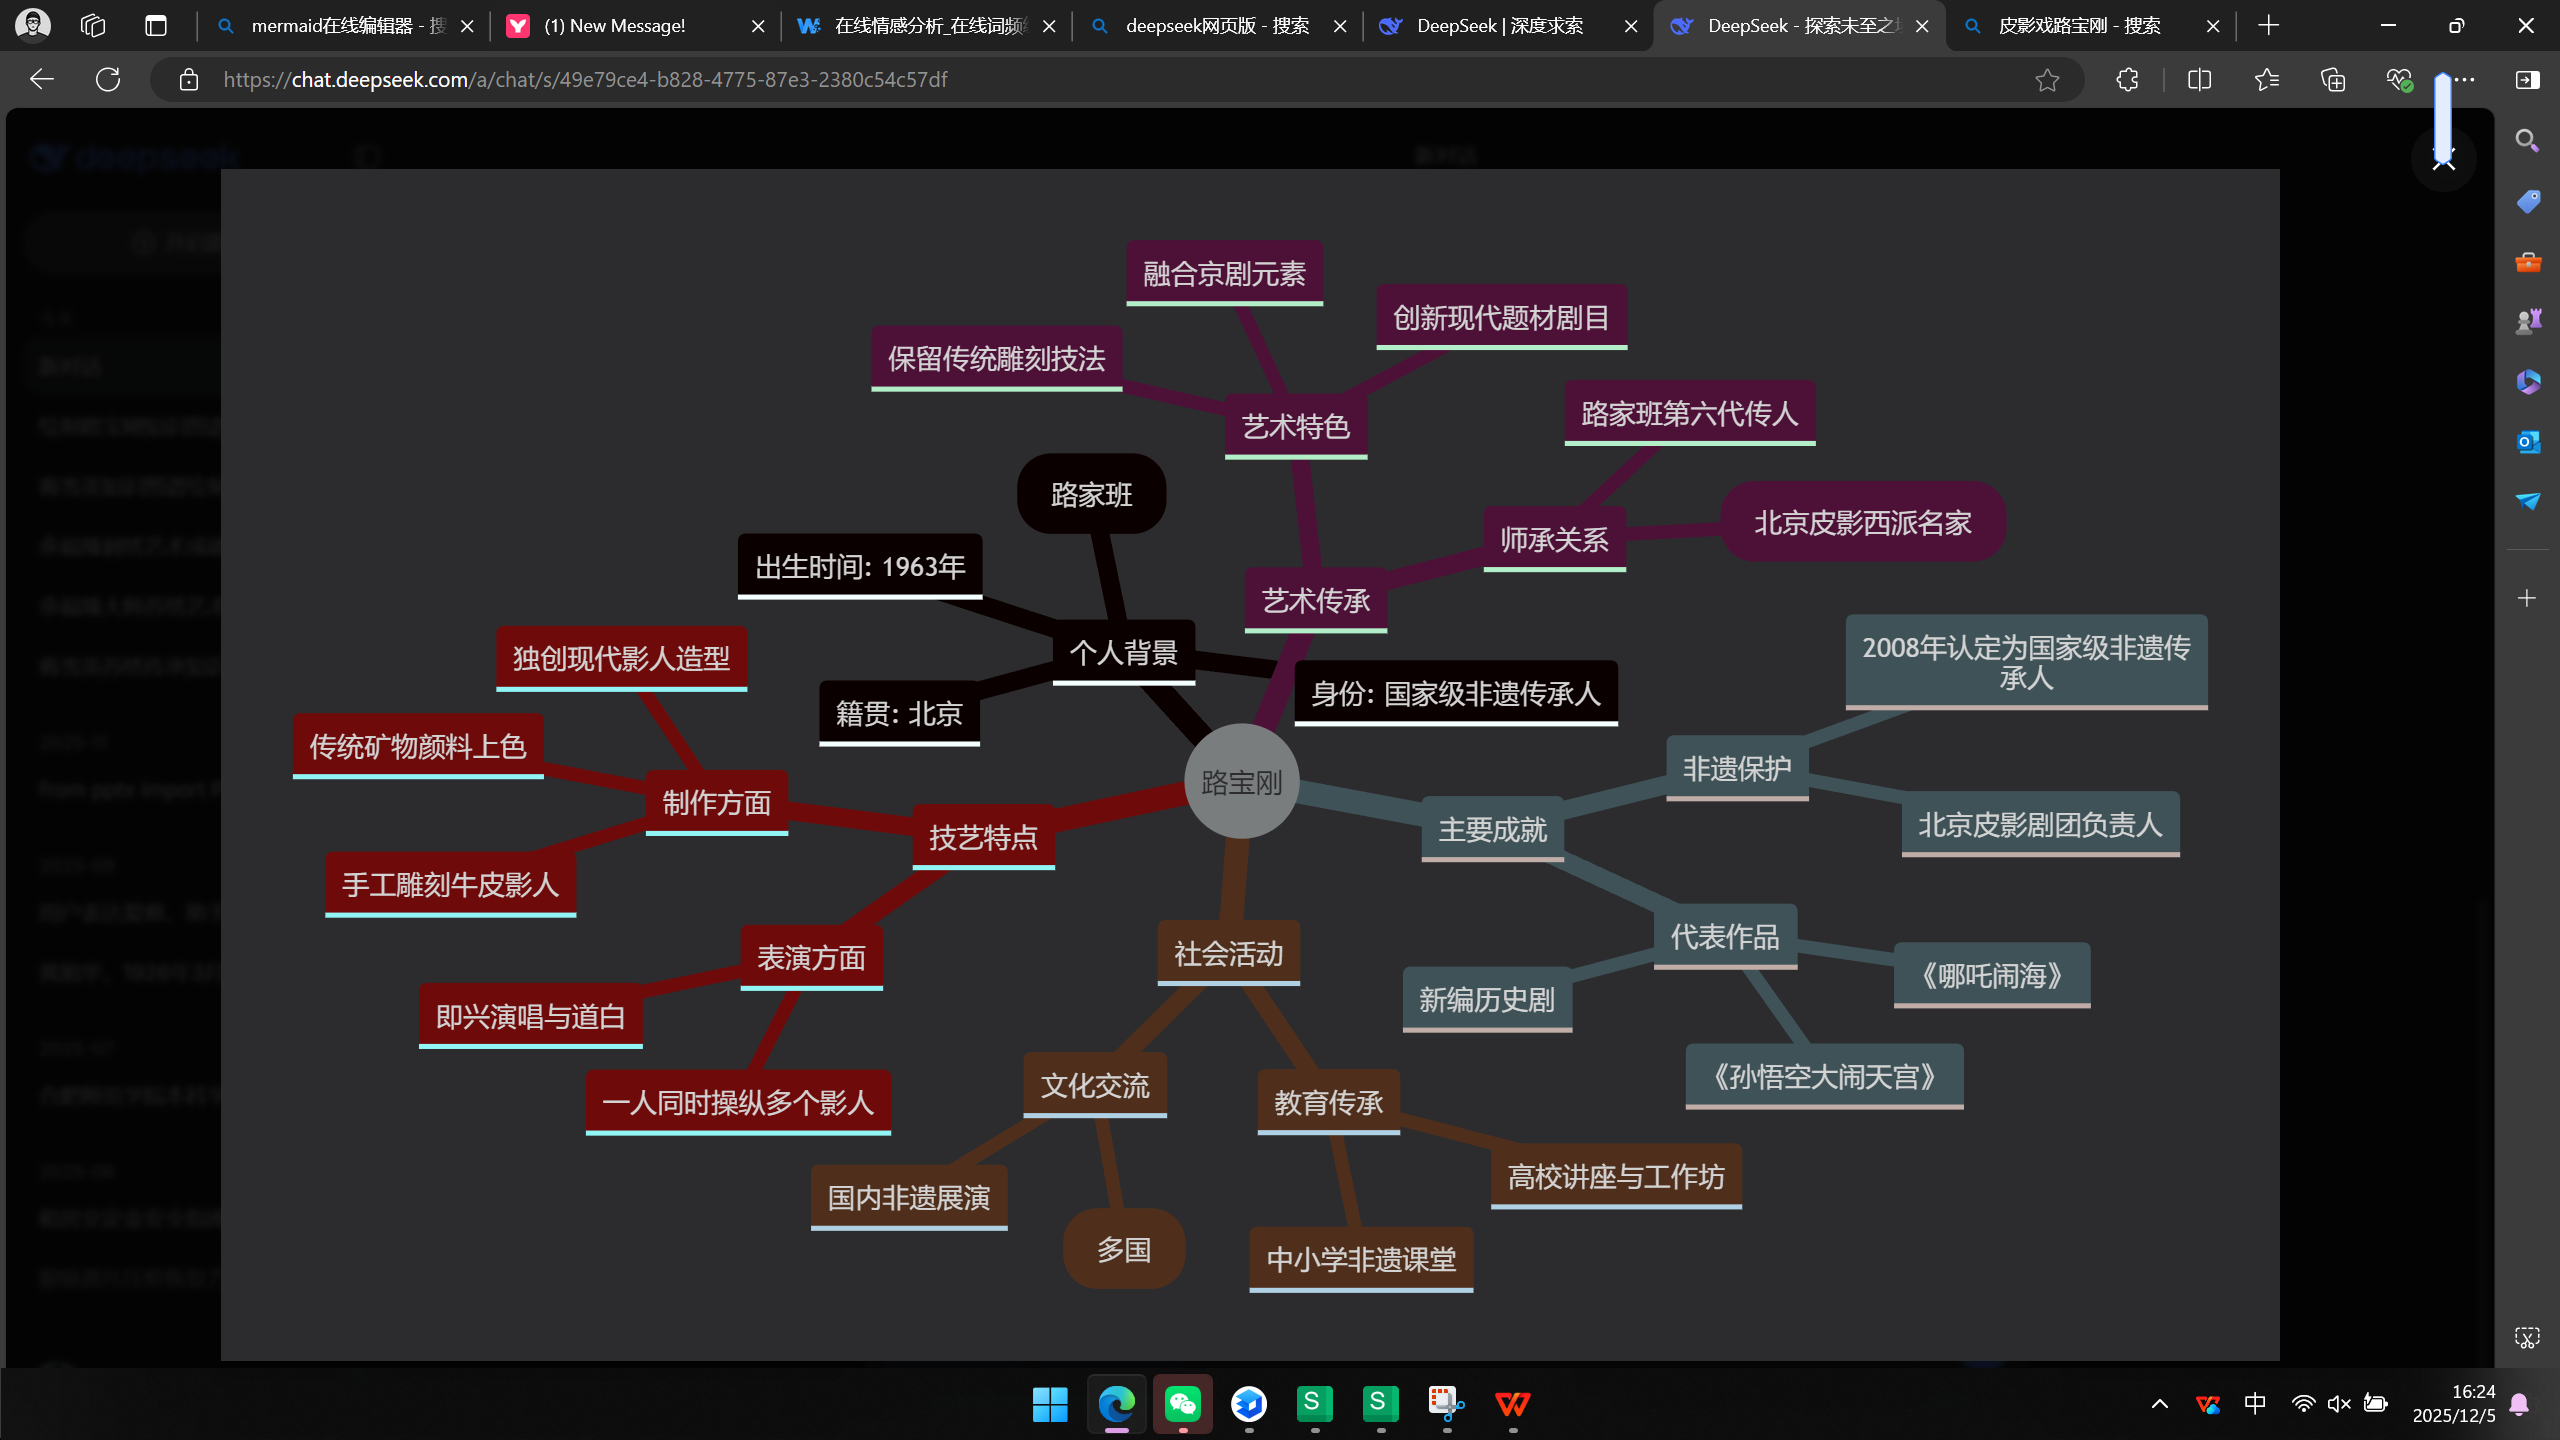 mermaid在线编辑器 - 搜
(1) New Message!
在线情感分析_在线词频
deepseek网页版 - 搜索
DeepSeek | 深度求索
DeepSeek - 探索未至之
皮影戏路宝刚 - 搜索
https://chat.deepseek.com/a/chat/s/49e79ce4-b828-4775-87e3-2380c54c57df
deepseek
新对话
融合京剧元素
创新现代题材剧目
保留传统雕刻技法
路家班第六代传人
艺术特色
路家班
北京皮影西派名家
师承关系
出生时间: 1963年
艺术传承
个人背景
2008年认定为国家级非遗传
承人
独创现代影人造型
身份: 国家级非遗传承人
籍贯: 北京
传统矿物颜料上色
非遗保护
路宝刚
制作方面
北京皮影剧团负责人
主要成就
技艺特点
手工雕刻牛皮影人
代表作品
表演方面
社会活动
《哪吒闹海》
新编历史剧
即兴演唱与道白
《孙悟空大闹天宫》
文化交流
教育传承
一人同时操纵多个影人
高校讲座与工作坊
国内非遗展演
多国
中小学非遗课堂
中
16:24
2025/12/5